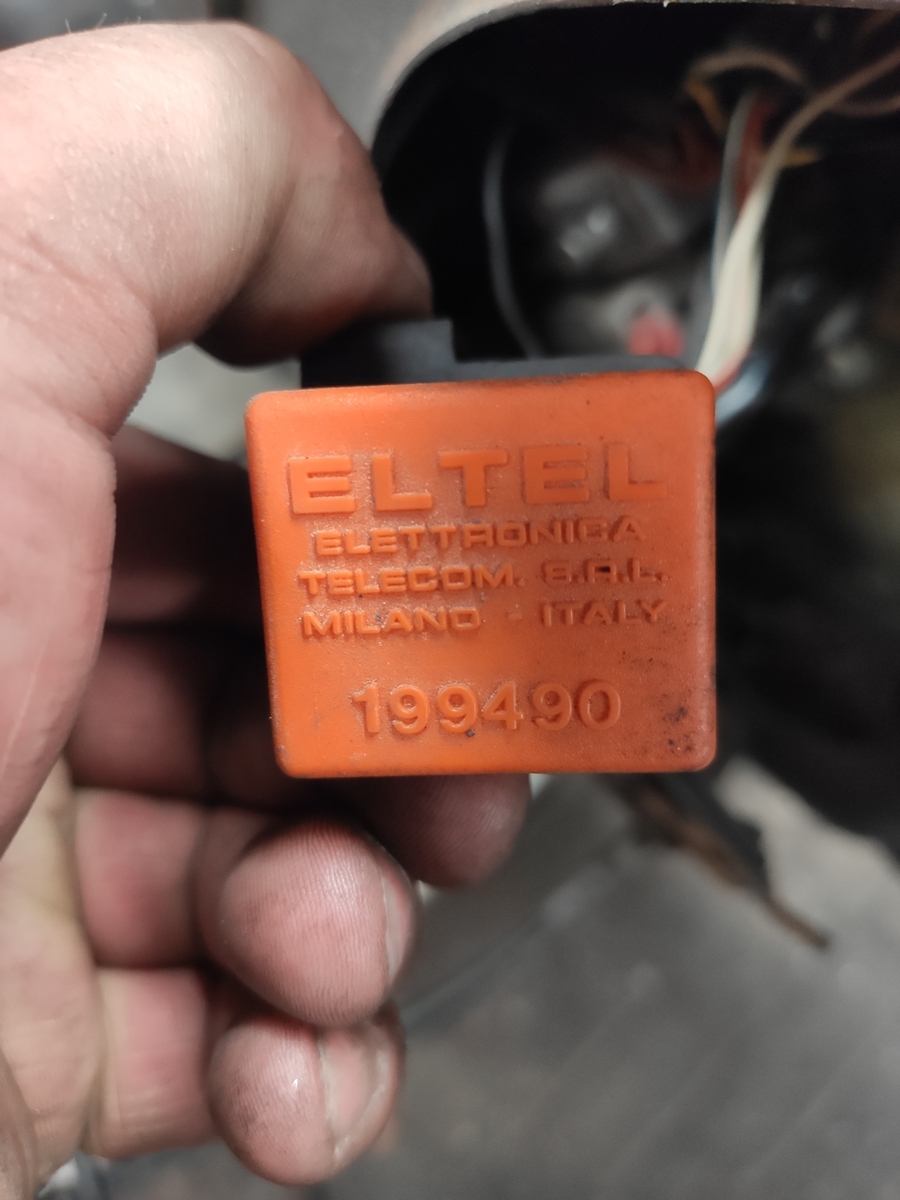 ELTEL
ELETTRONICA
TELECOM. S.R.L.
MILANO - ITALY
199490